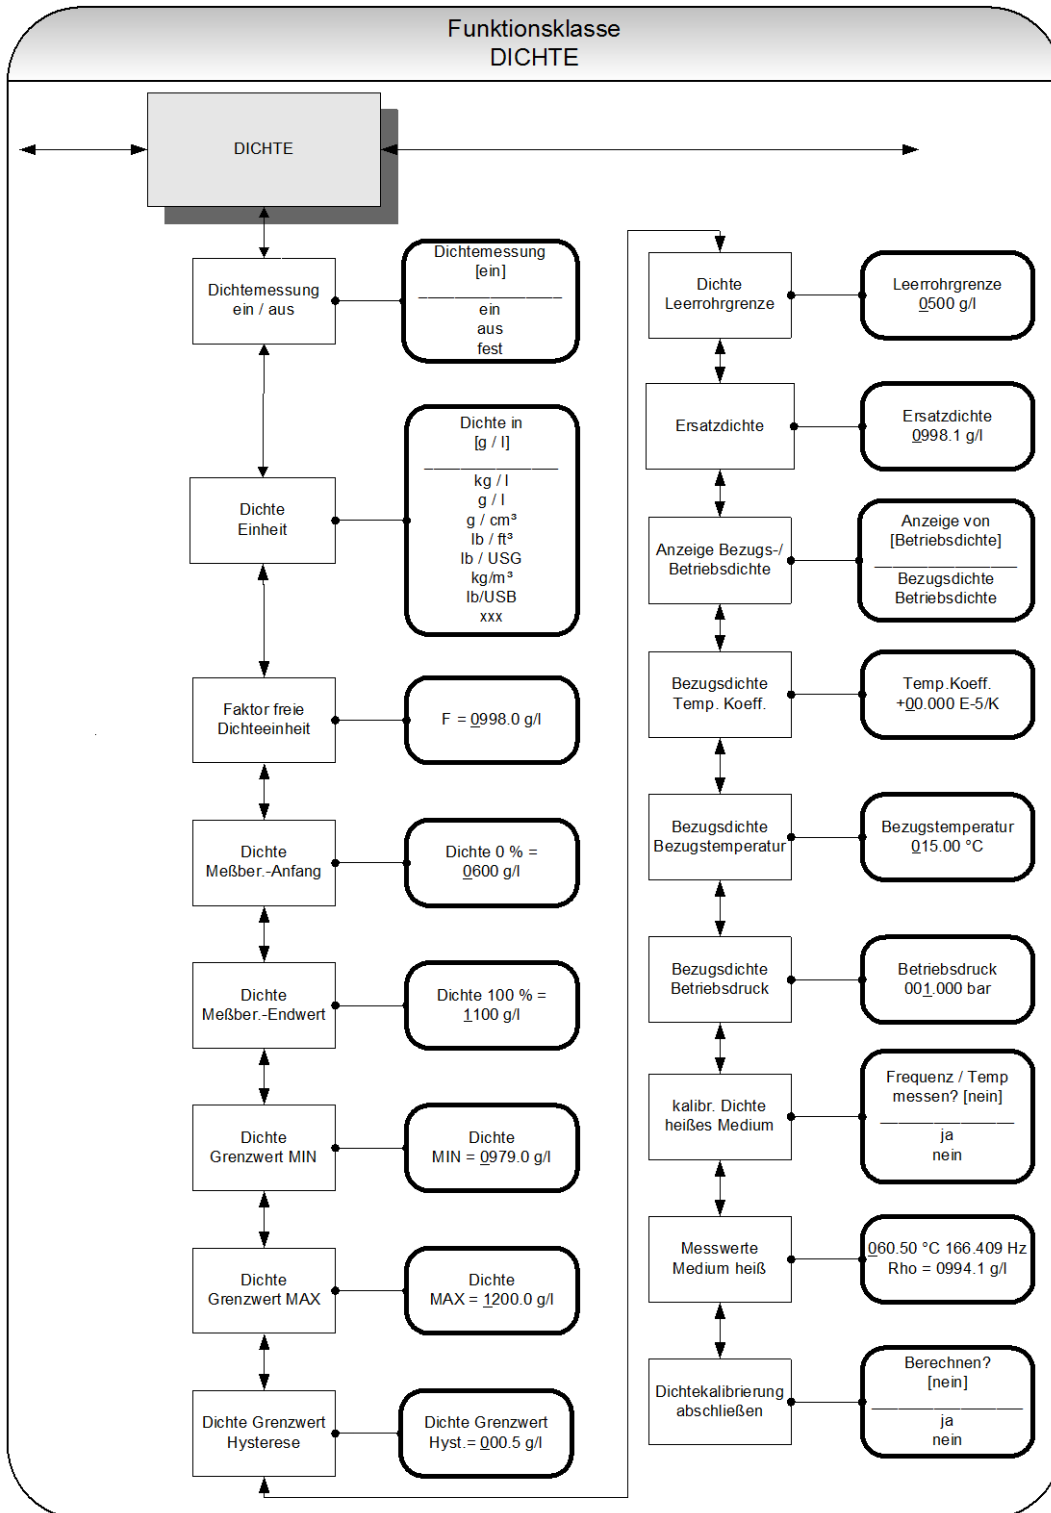 Funktionsklasse
DICHTE
DICHTE
Dichtemessung
ein / aus
Dichtemessung
[ein]
ein
aus
fest
Dichte
Einheit
Dichte in
[g / l]
kg / l
g / l
g / cm³
lb / ft³
lb / USG
kg/m³
lb/USB
xxx
Faktor freie
Dichteeinheit
F = 0998.0 g/l
Dichte
Meßber.-Anfang
Dichte 0 % =
0600 g/l
Dichte
Meßber.-Endwert
Dichte 100 % =
1100 g/l
Dichte
Grenzwert MIN
Dichte
MIN = 0979.0 g/l
Dichte
Grenzwert MAX
Dichte
MAX = 1200.0 g/l
Dichte Grenzwert
Hysterese
Dichte Grenzwert
Hyst.= 000.5 g/l
Dichte
Leerrohrgrenze
Leerrohrgrenze
0500 g/l
Ersatzdichte
Ersatzdichte
0998.1 g/l
Anzeige Bezugs-/
Betriebsdichte
Anzeige von
[Betriebsdichte]
Bezugsdichte
Betriebsdichte
Bezugsdichte
Temp. Koeff.
Temp.Koeff.
+00.000 E-5/K
Bezugsdichte
Bezugstemperatur
Bezugstemperatur
015.00 °C
Bezugsdichte
Betriebsdruck
Betriebsdruck
001.000 bar
kalibr. Dichte
heißes Medium
Frequenz / Temp
messen? [nein]
ja
nein
Messwerte
Medium heiß
060.50 °C 166.409 Hz
Rho = 0994.1 g/l
Dichtekalibrierung
abschließen
Berechnen?
[nein]
ja
nein